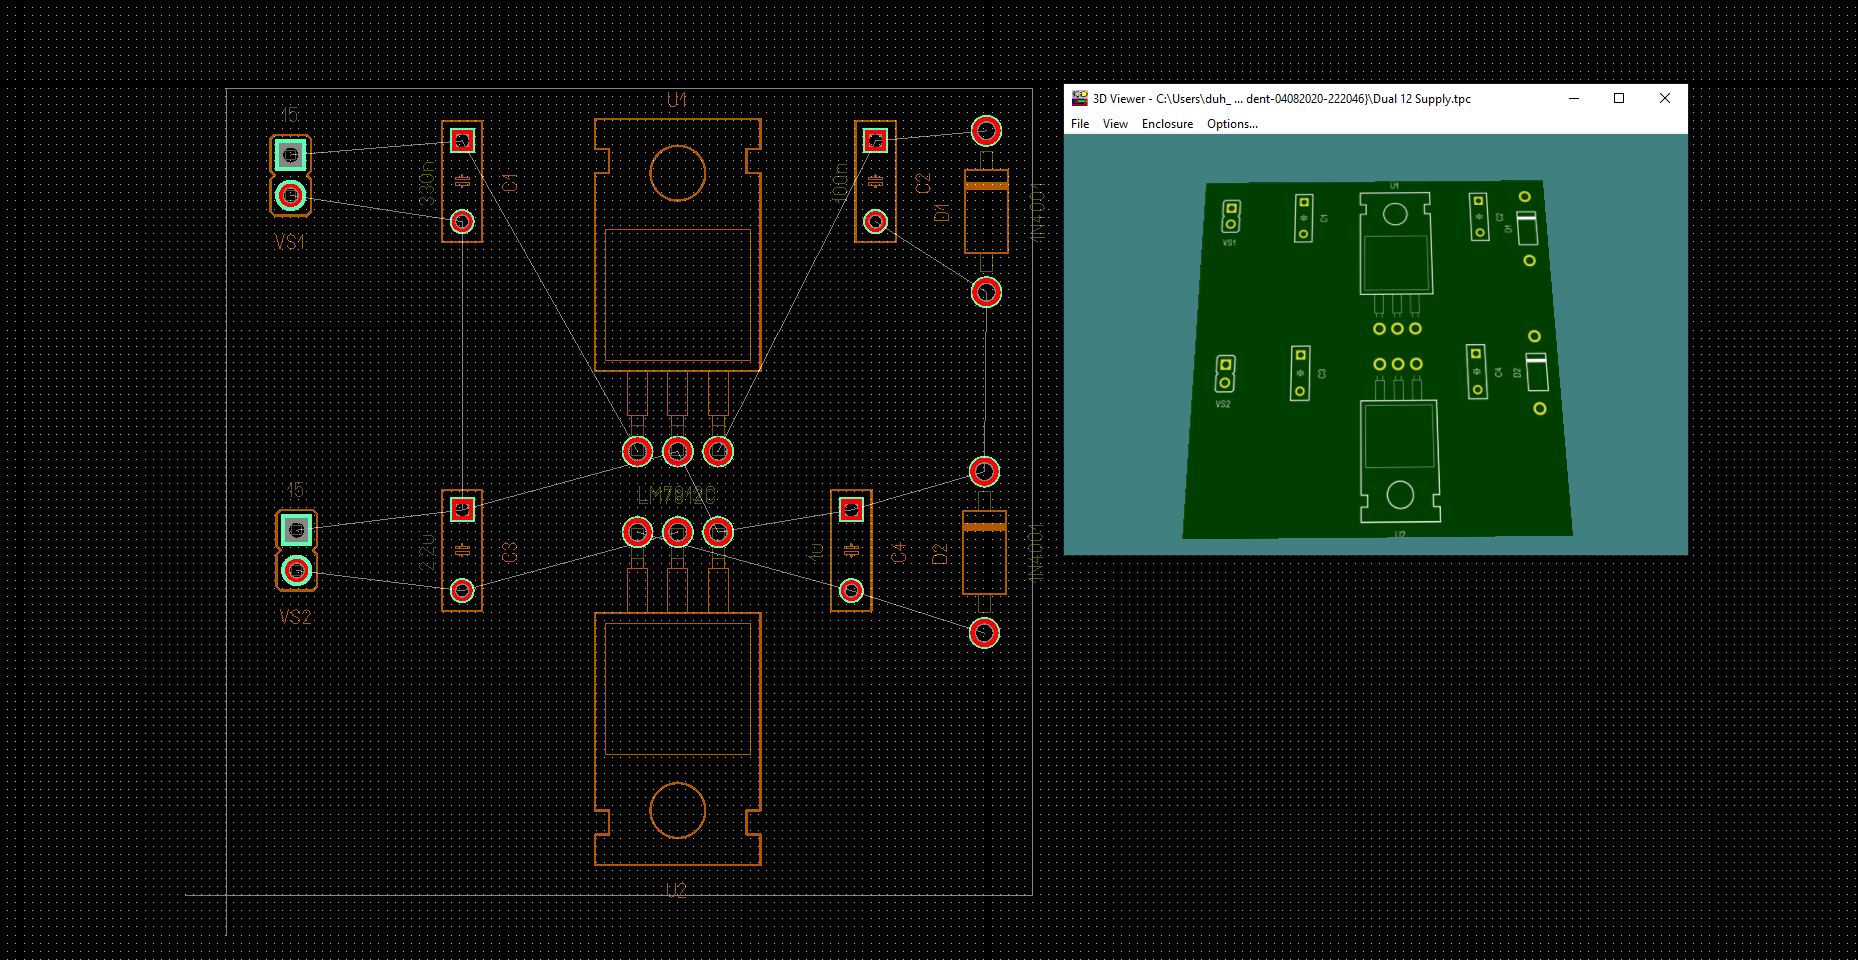 U1
15
VS1
330n
C1
100n
C2
D1
1N4001
LM7812C
15
VS2
2.2u
C3
1u
C4
D2
1N4001
U2
3D Viewer - C:\Users\duh_ ... dent-04082020-222046}\Dual 12 Supply.tpc
File View Enclosure Options...
U1
VS1
C1
C2
D1
VS2
C3
C4
D2
U2